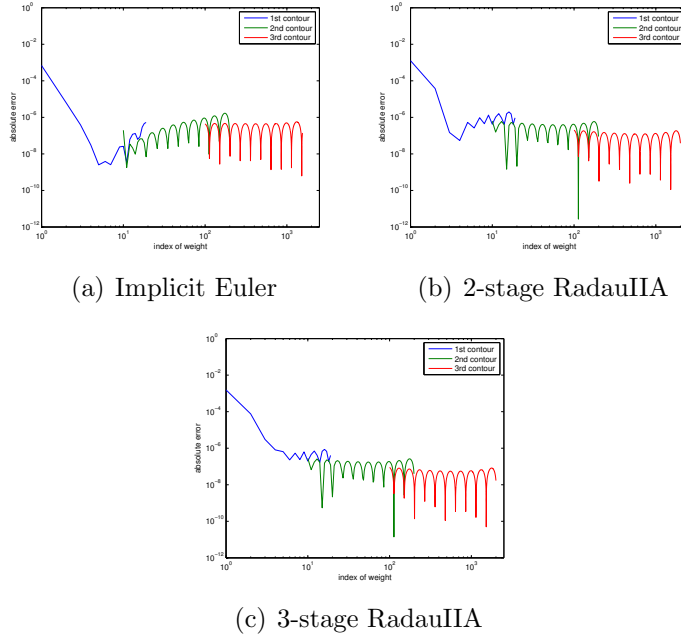 10^0
10^-2
10^-4
10^-6
10^-8
10^-10
10^-12
absolute error
10^0
10^1
10^2
10^3
index of weight
1st contour
2nd contour
3rd contour
(a) Implicit Euler
10^0
10^-2
10^-4
10^-6
10^-8
10^-10
10^-12
absolute error
10^0
10^1
10^2
10^3
index of weight
1st contour
2nd contour
3rd contour
(b) 2-stage RadauIIA
10^0
10^-2
10^-4
10^-6
10^-8
10^-10
10^-12
absolute error
10^0
10^1
10^2
10^3
index of weight
1st contour
2nd contour
3rd contour
(c) 3-stage RadauIIA